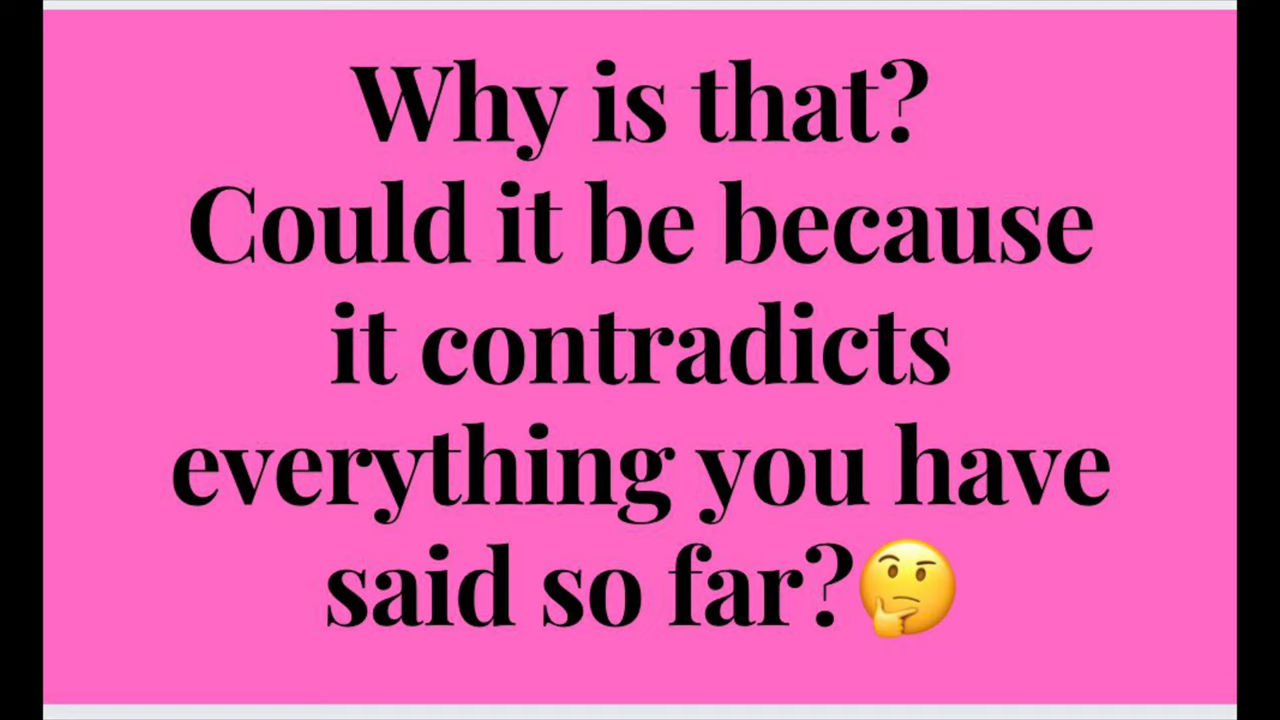 Why is that?
Could it be because
it contradicts
everything you have
said so far?🤔